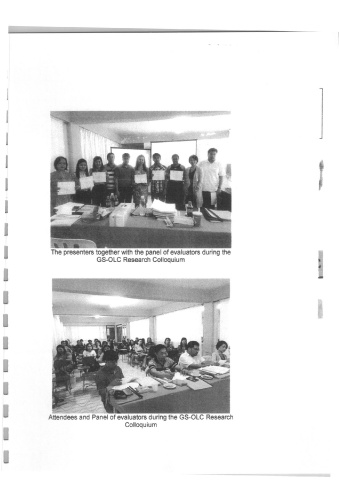 The presenters together with the panel of evaluators during the
GS-OLC Research Colloquium
Attendees and Panel of evaluators during the GS-OLC Research
Colloquium